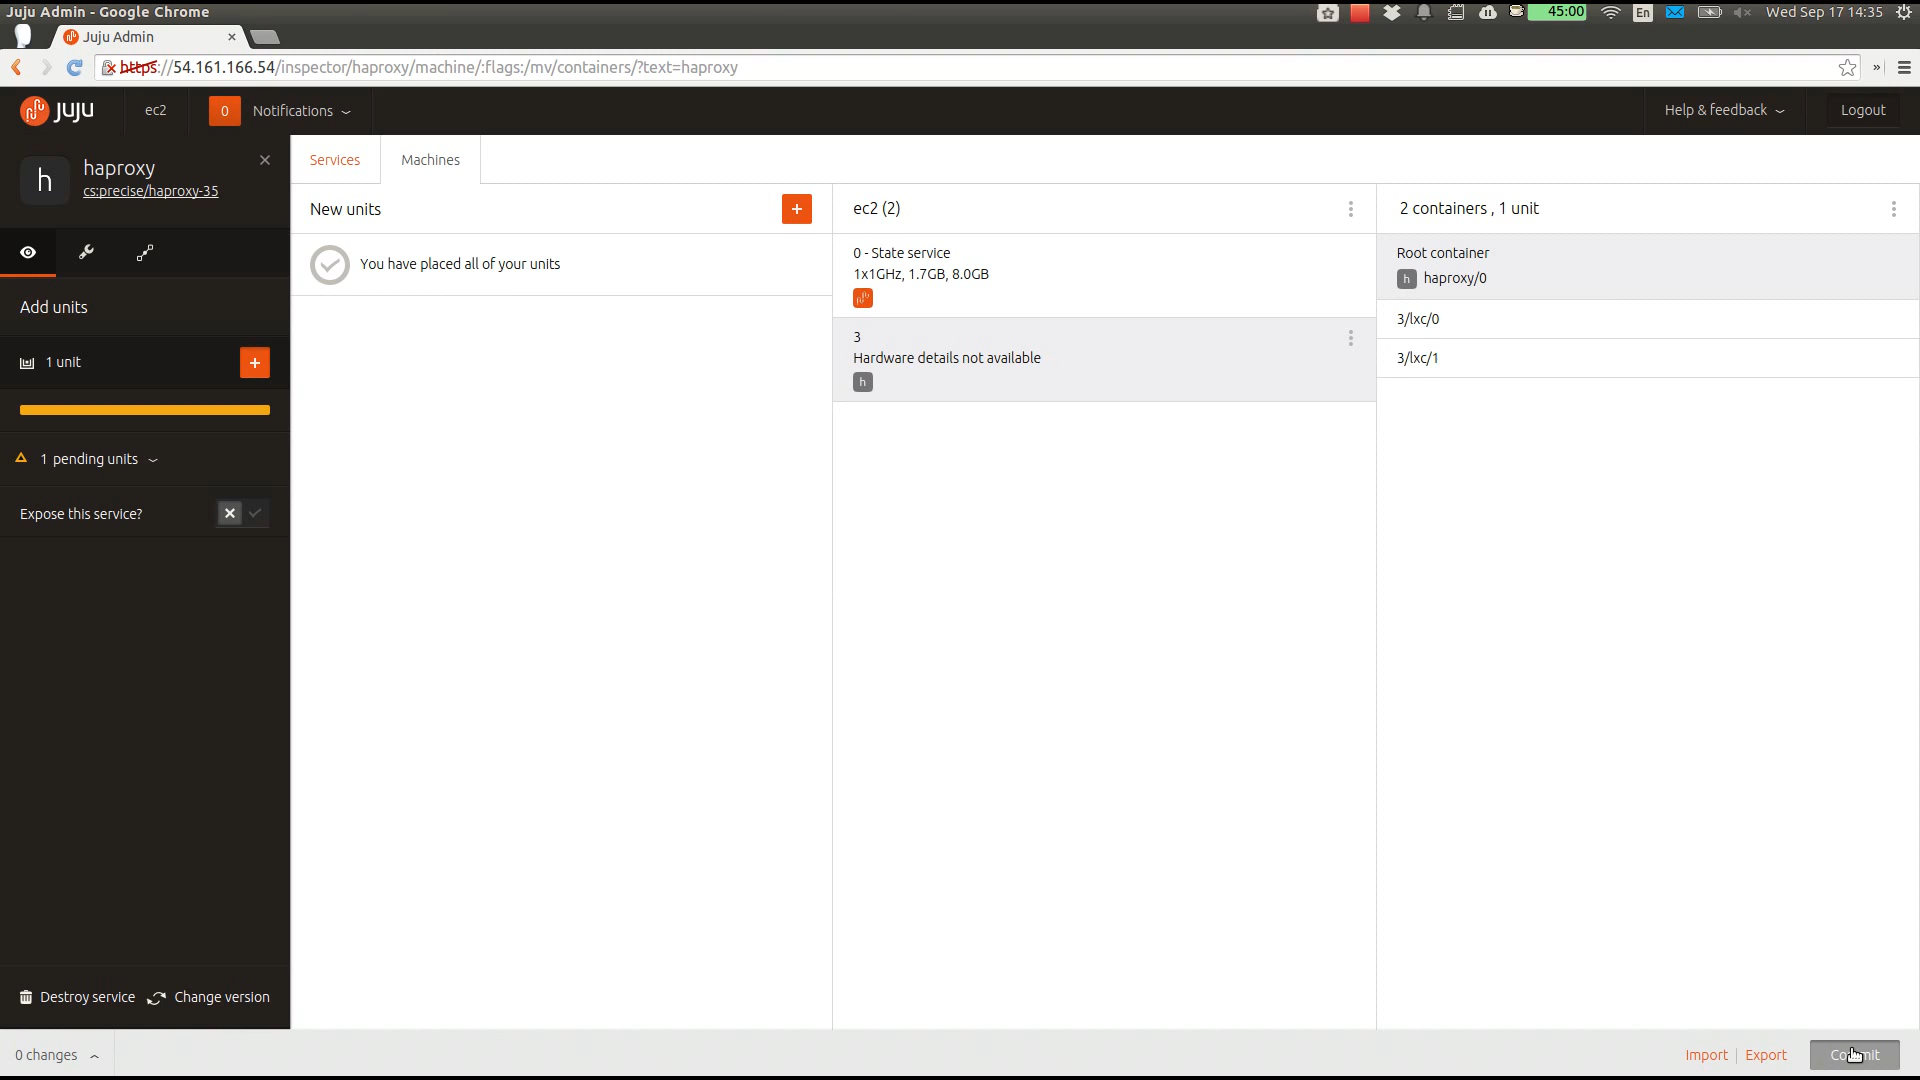 Juju Admin - Google Chrome
45:00
En
Wed Sep 17 14:35
Juju Admin
https://54.161.166.54/inspector/haproxy/machine/:flags:/mv/containers/?text=haproxy
juju
ec2
0
Notifications
Help & feedback
Logout
h
haproxy
cs:precise/haproxy-35
Add units
1 unit
1 pending units
Expose this service?
Destroy service
Change version
Services
Machines
New units
You have placed all of your units
ec2 (2)
0 - State service
1x1GHz, 1.7GB, 8.0GB
3
Hardware details not available
h
2 containers , 1 unit
Root container
h haproxy/0
3/lxc/0
3/lxc/1
0 changes
Import
Export